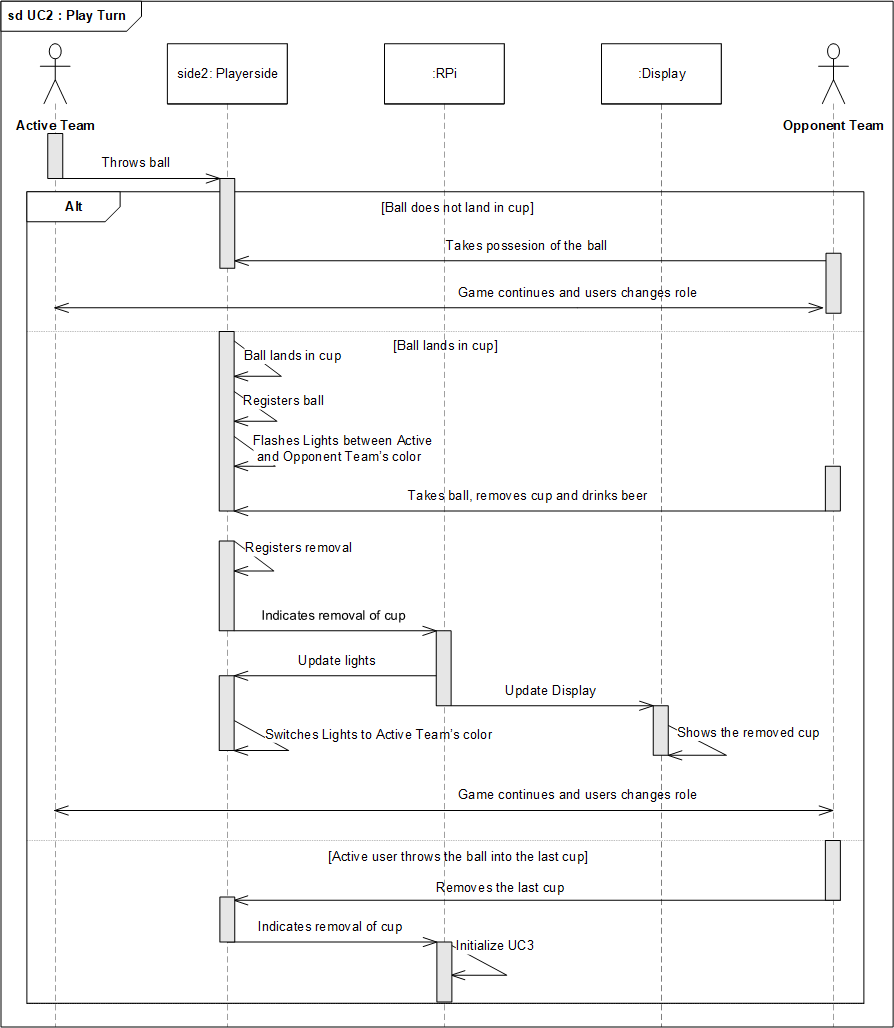 sd UC2 : Play Turn
side2: Playerside
:RPi
:Display
Active Team
Opponent Team
Throws ball
Alt
[Ball does not land in cup]
Takes possesion of the ball
Game continues and users changes role
[Ball lands in cup]
Ball lands in cup
Registers ball
Flashes Lights between Active
and Opponent Team's color
Takes ball, removes cup and drinks beer
Registers removal
Indicates removal of cup
Update lights
Update Display
Shows the removed cup
Switches Lights to Active Team's color
Game continues and users changes role
[Active user throws the ball into the last cup]
Removes the last cup
Indicates removal of cup
Initialize UC3